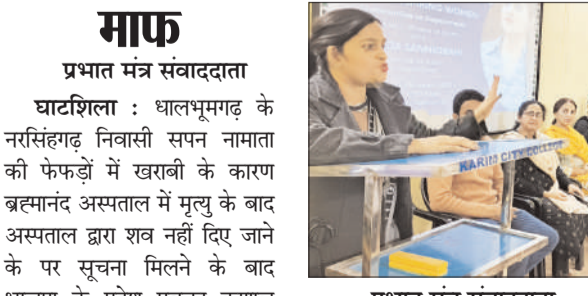 माफ
प्रभात मंत्र संवाददाता
घाटशिला : धालभूमगढ़ के
नरसिंहगढ़ निवासी सपन नामाता
की फेफड़ों में खराबी के कारण
ब्रह्मानंद अस्पताल में मृत्यु के बाद
अस्पताल द्वारा शव नहीं दिए जाने
के पर सूचना मिलने के बाद
KARIM CITY COLLEGE